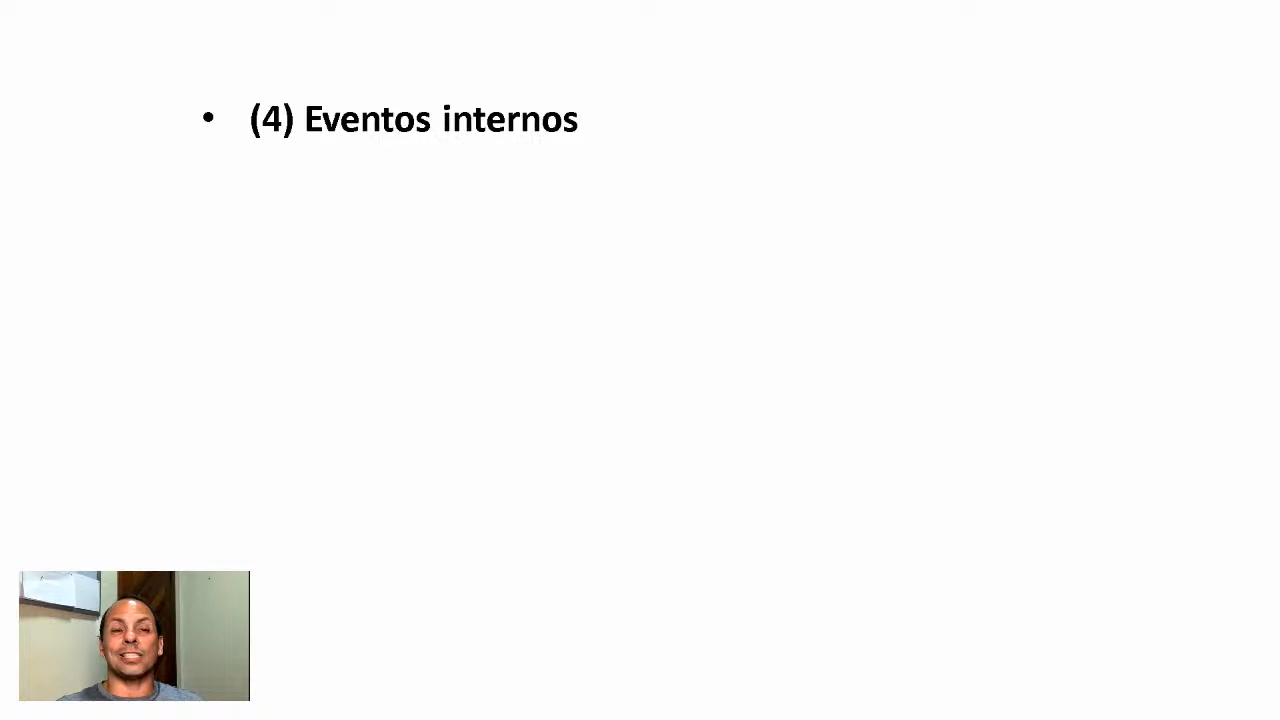 • (4) Eventos internos